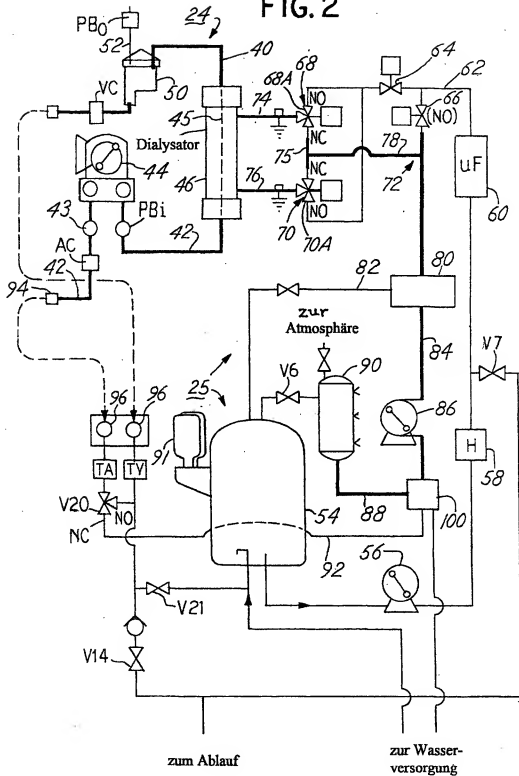 FIG. 2
PBo
24
52
40
50
VC
64
68
62
68A
NO
74
66
(NO)
45
Dialysator
NC
75
78
uF
44
46
76
NC
72
60
NO
43
PBi
70
70A
AC
42
42
94
82
80
zur
Atmosphäre
84
V7
90
V6
25
86
H
58
96
96
91
TA
TV
54
88
100
V20
NO
NC
92
56
V21
V14
zum Ablauf
zur Wasser-
versorgung